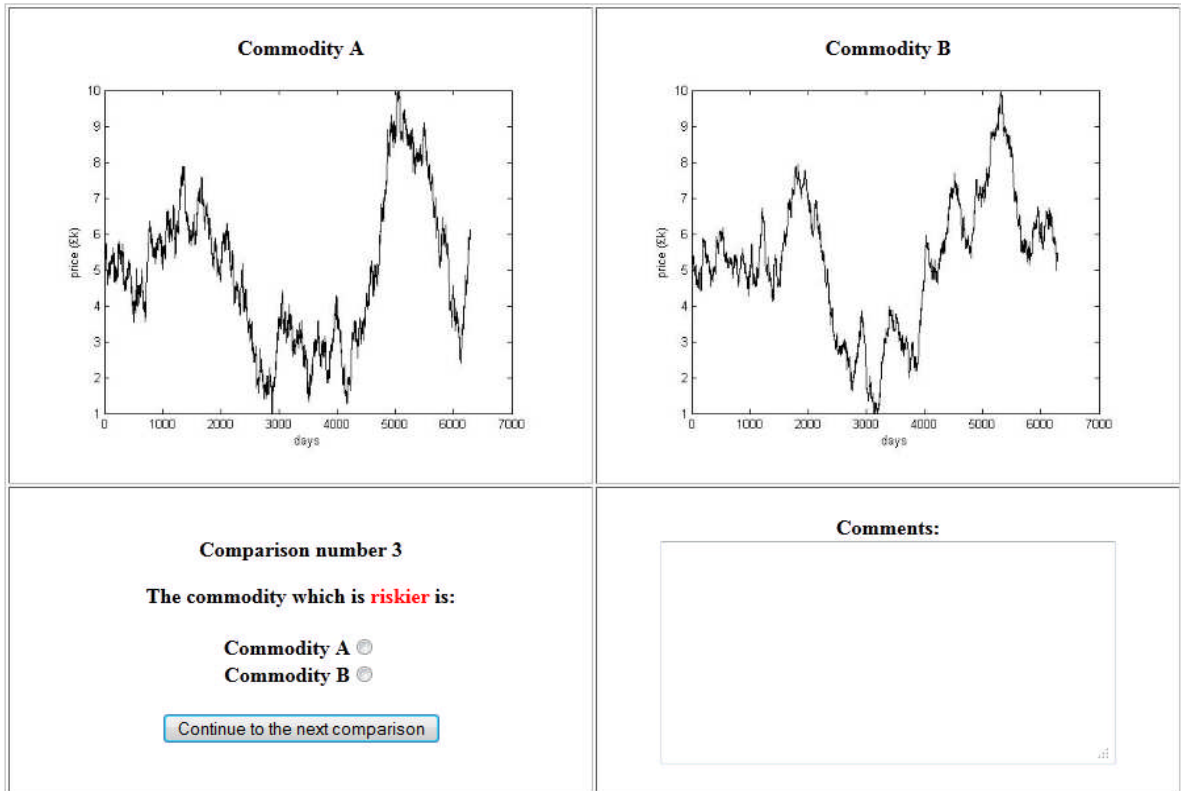 Commodity A
10
9
8
7
6
5
4
3
2
1
price (£k)
0 1000 2000 3000 4000 5000 6000 7000
days
Commodity B
10
9
8
7
6
5
4
3
2
1
price (£k)
0 1000 2000 3000 4000 5000 6000 7000
days
Comparison number 3
The commodity which is riskier is:
Commodity A
Commodity B
Continue to the next comparison
Comments: